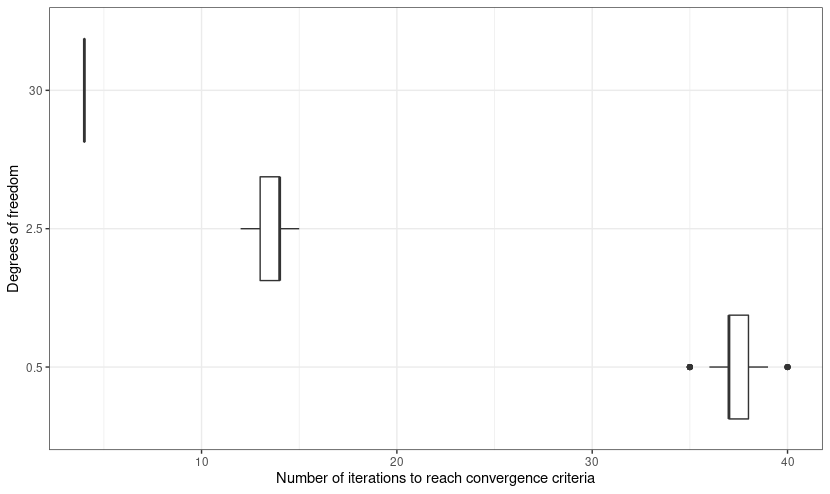 30
2.5
0.5
Degrees of freedom
10 20 30 40
Number of iterations to reach convergence criteria